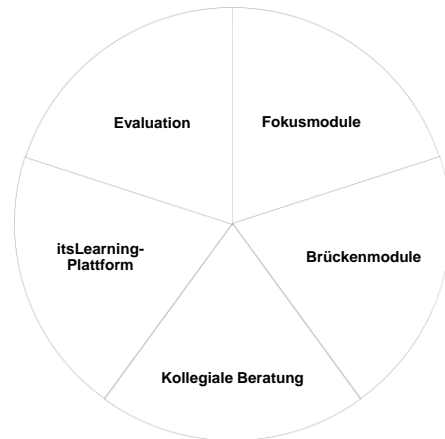 Evaluation
Fokusmodule
itsLearning-
Plattform
Brückenmodule
Kollegiale Beratung